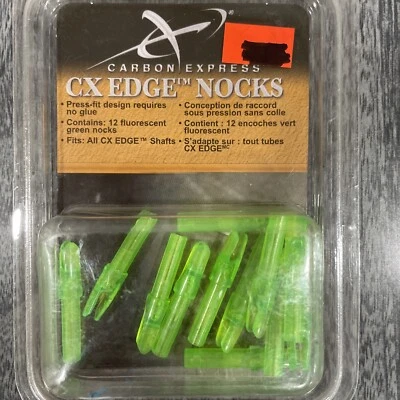 CARBON EXPRESS
CX EDGE™ NOCKS
• Press-fit design requires
no glue
• Contains: 12 fluorescent
green nocks
• Fits: All CX EDGE™ Shafts
• Conception de raccord
sous pression sans colle
• Contient : 12 encoches vert
fluorescent
• S'adapte sur : tout tubes
CX EDGEMC